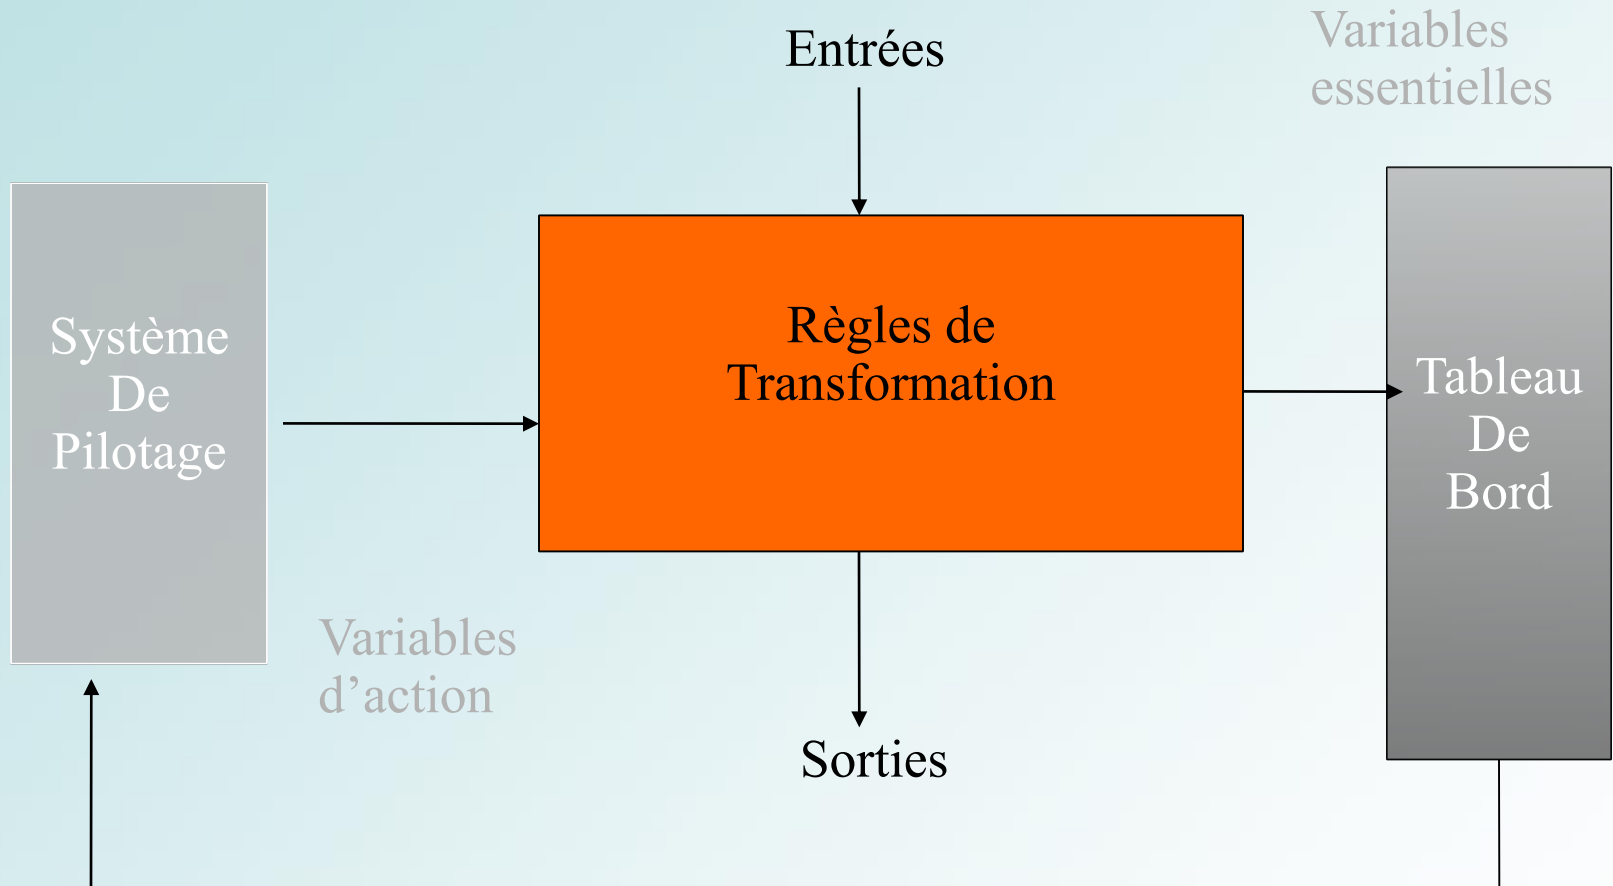 Entrées
Variables
essentielles
Système
De
Pilotage
Règles de
Transformation
Tableau
De
Bord
Variables
d’action
Sorties